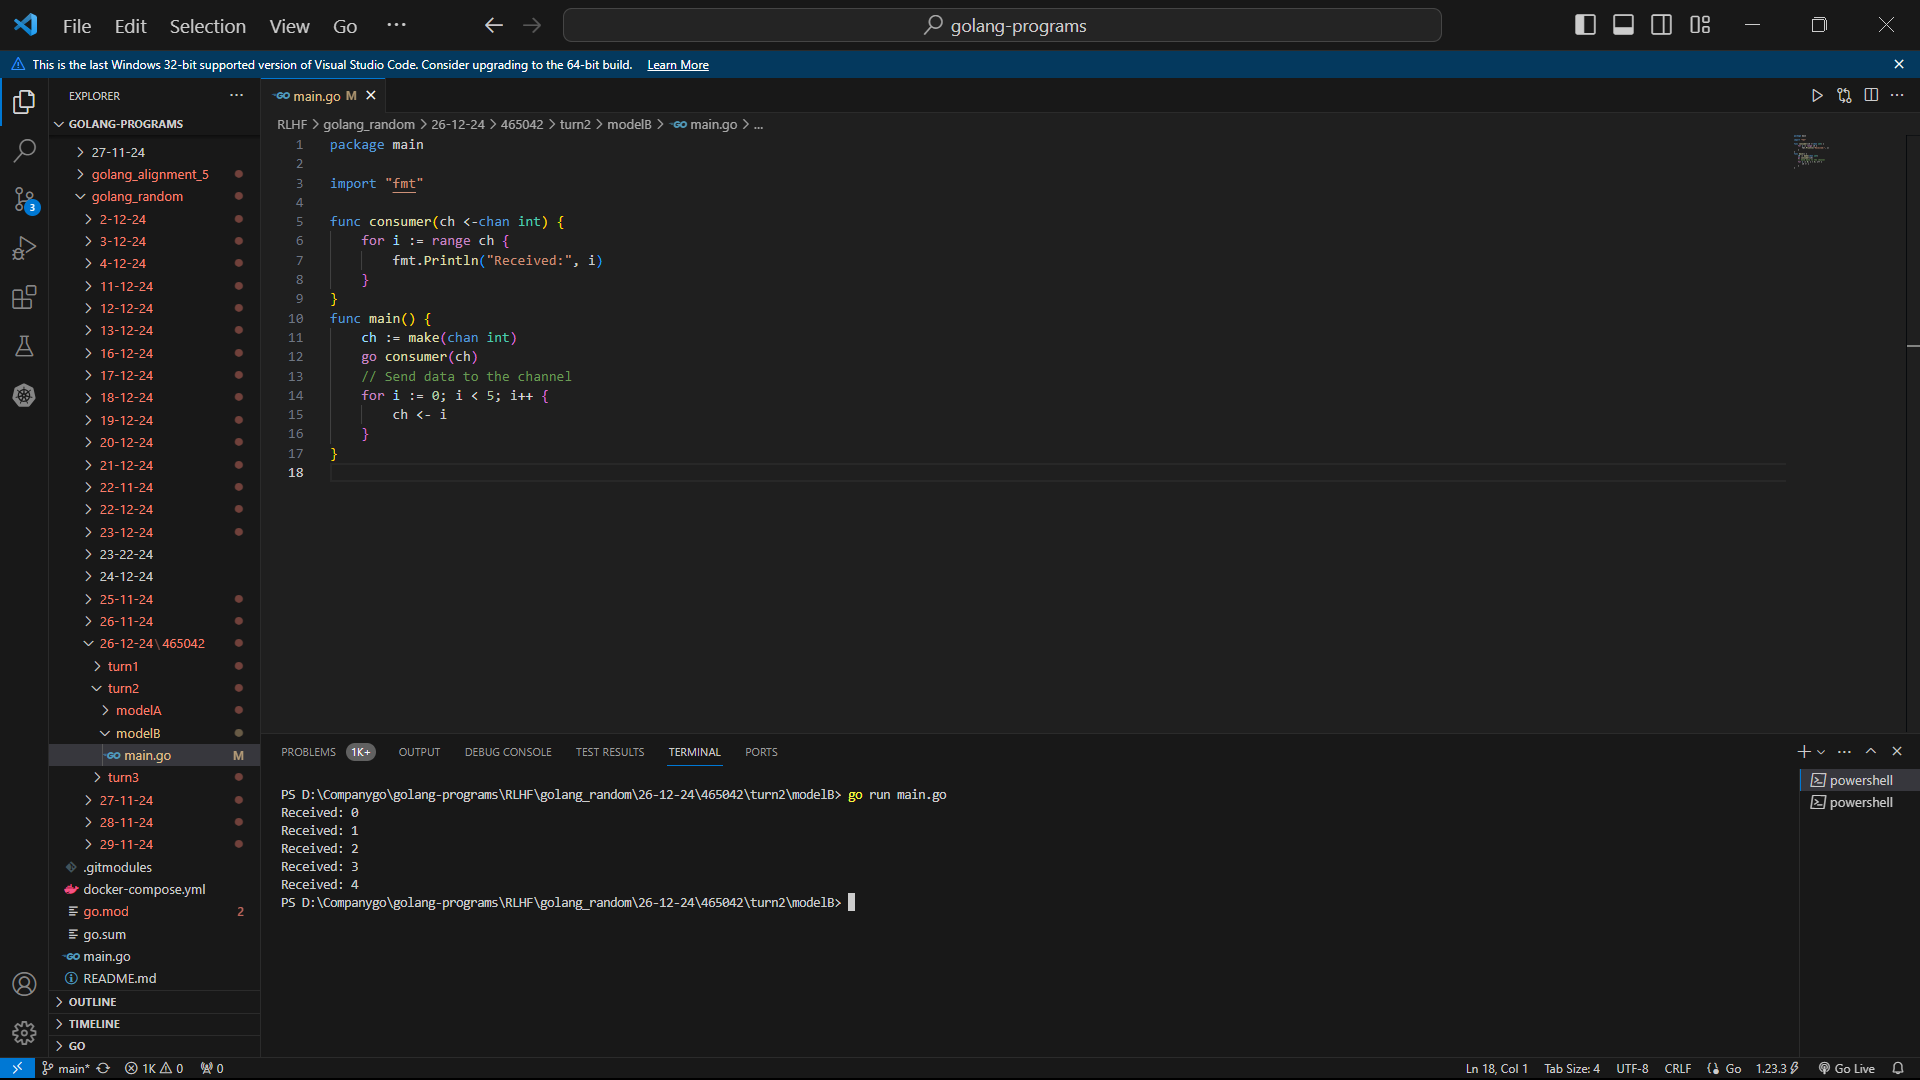 File Edit Selection View Go ··· golang-programs
This is the last Windows 32-bit supported version of Visual Studio Code. Consider upgrading to the 64-bit build. Learn More
EXPLORER ···
GOLANG-PROGRAMS
27-11-24
golang_alignment_5
golang_random
2-12-24
3-12-24
4-12-24
11-12-24
12-12-24
13-12-24
16-12-24
17-12-24
18-12-24
19-12-24
20-12-24
21-12-24
22-11-24
22-12-24
23-12-24
23-22-24
24-12-24
25-11-24
26-11-24
26-12-24\465042
turn1
turn2
modelA
modelB
main.go M
turn3
27-11-24
28-11-24
29-11-24
.gitmodules
docker-compose.yml
go.mod 2
go.sum
main.go
README.md
OUTLINE
TIMELINE
GO
3
main.go M
RLHF > golang_random > 26-12-24 > 465042 > turn2 > modelB > main.go > ...
1 package main
2
3 import "fmt"
4
5 func consumer(ch <-chan int) {
6 for i := range ch {
7 fmt.Println("Received:", i)
8 }
9 }
10 func main() {
11 ch := make(chan int)
12 go consumer(ch)
13 // Send data to the channel
14 for i := 0; i < 5; i++ {
15 ch <- i
16 }
17 }
18
PROBLEMS 1K+ OUTPUT DEBUG CONSOLE TEST RESULTS TERMINAL PORTS
PS D:\Companygo\golang-programs\RLHF\golang_random\26-12-24\465042\turn2\modelB> go run main.go
Received: 0
Received: 1
Received: 2
Received: 3
Received: 4
PS D:\Companygo\golang-programs\RLHF\golang_random\26-12-24\465042\turn2\modelB>
powershell
powershell
main* 1K 0 0 Ln 18, Col 1 Tab Size: 4 UTF-8 CRLF Go 1.23.3 Go Live